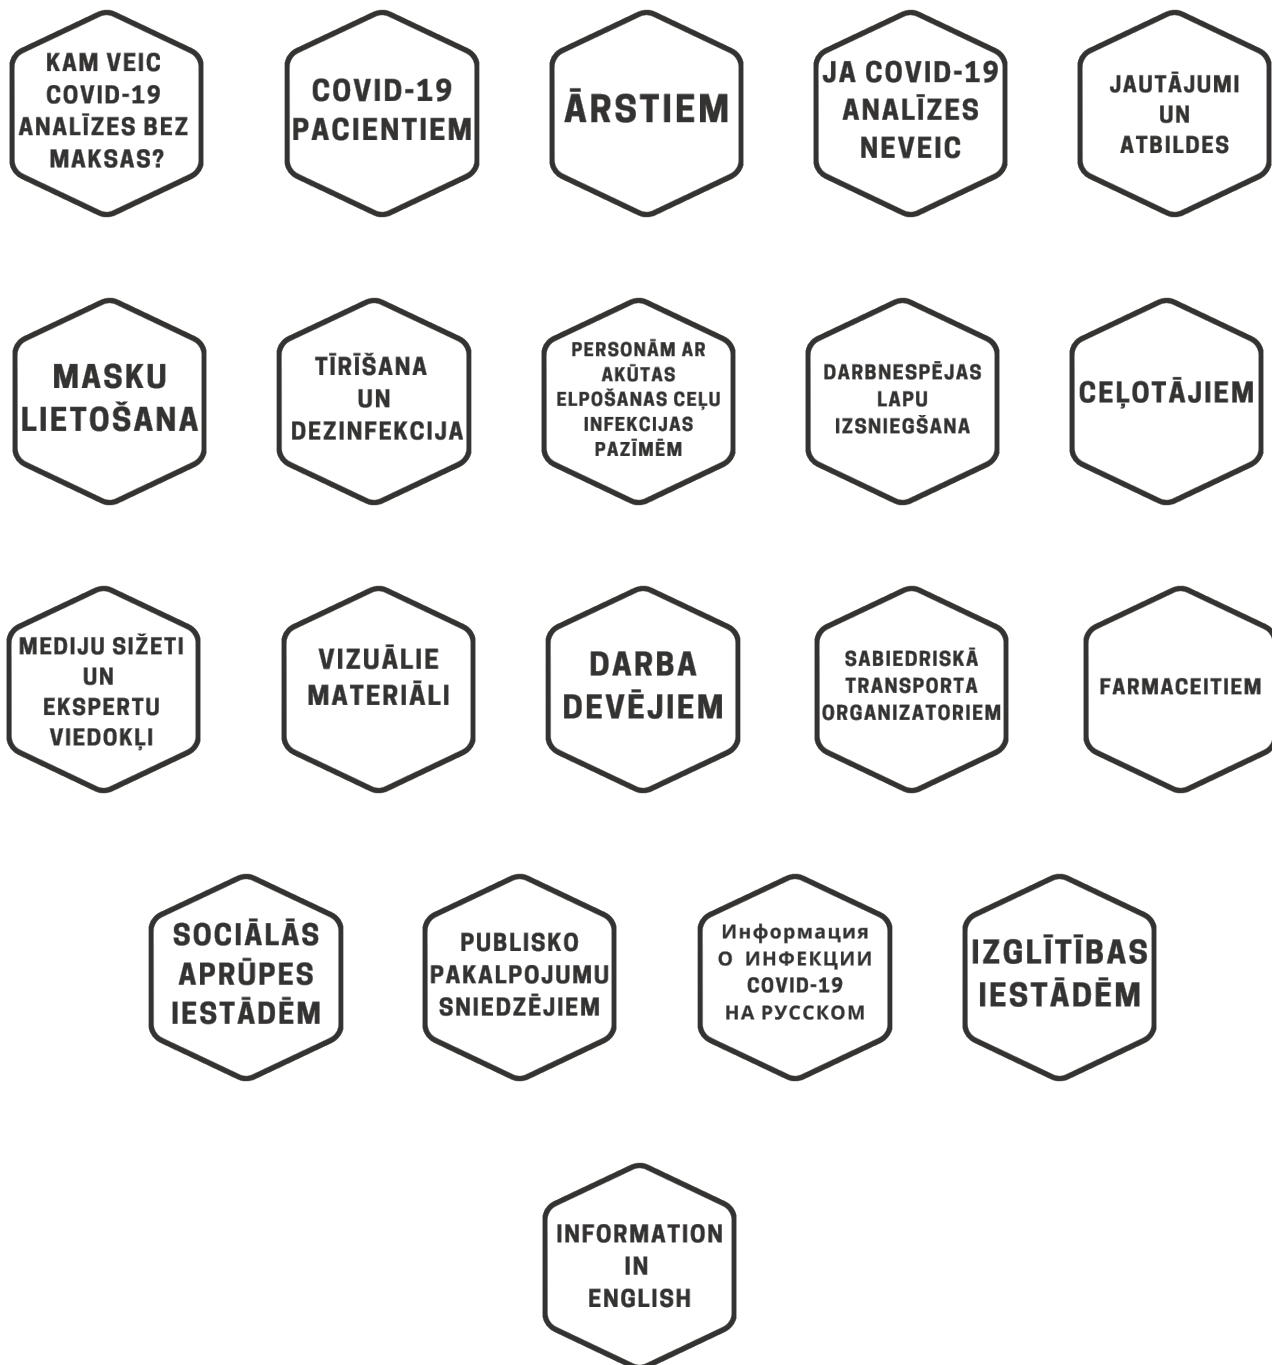 KAM VEIC
COVID-19
ANALĪZES BEZ
MAKSAS?
COVID-19
PACIENTIEM
ĀRSTIEM
JA COVID-19
ANALĪZES
NEVEIC
JAUTĀJUMI
UN
ATBILDES
MASKU
LIETOŠANA
TĪRĪŠANA
UN
DEZINFEKCIJA
PERSONĀM AR
AKŪTAS
ELPOŠANAS CEĻU
INFEKCIJAS
PAZĪMĒM
DARBNESPĒJAS
LAPU
IZSNIEGŠANA
CEĻOTĀJIEM
MEDIJU SIŽETI
UN
EKSPERTU
VIEDOKĻI
VIZUĀLIE
MATERIĀLI
DARBA
DEVĒJIEM
SABIEDRISKĀ
TRANSPORTA
ORGANIZATORIEM
FARMACEITIEM
SOCIĀLĀS
APRŪPES
IESTĀDĒM
PUBLISKO
PAKALPOJUMU
SNIEDZĒJIEM
Информация
О ИНФЕКЦИИ
COVID-19
НА РУССКОМ
IZGLĪTĪBAS
IESTĀDĒM
INFORMATION
IN
ENGLISH